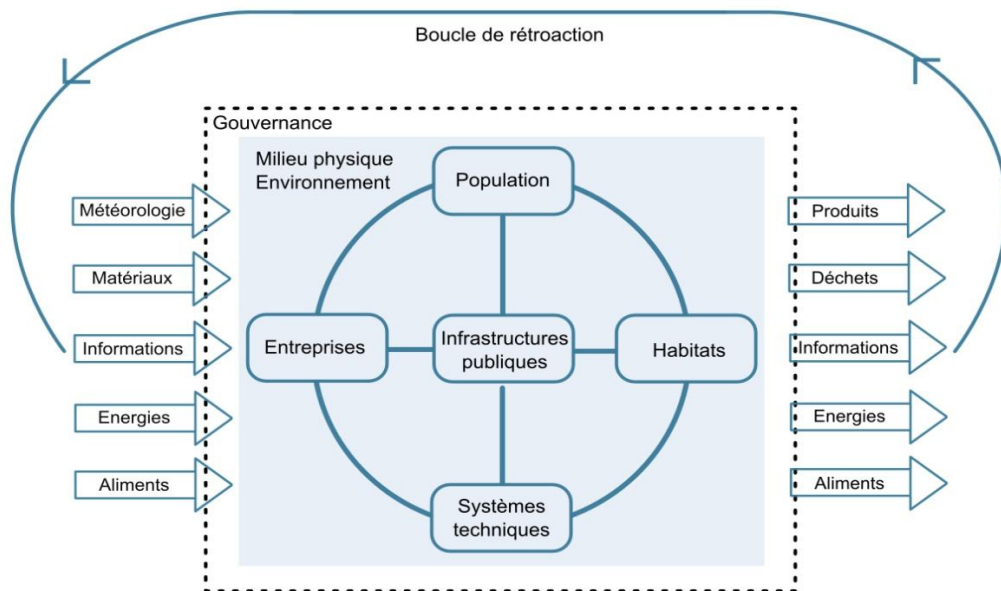 Boucle de rétroaction
Gouvernance
Milieu physique
Environnement
Population
Météorologie
Produits
Matériaux
Déchets
Informations
Entreprises
Infrastructures
publiques
Habitats
Informations
Energies
Energies
Aliments
Systèmes
techniques
Aliments